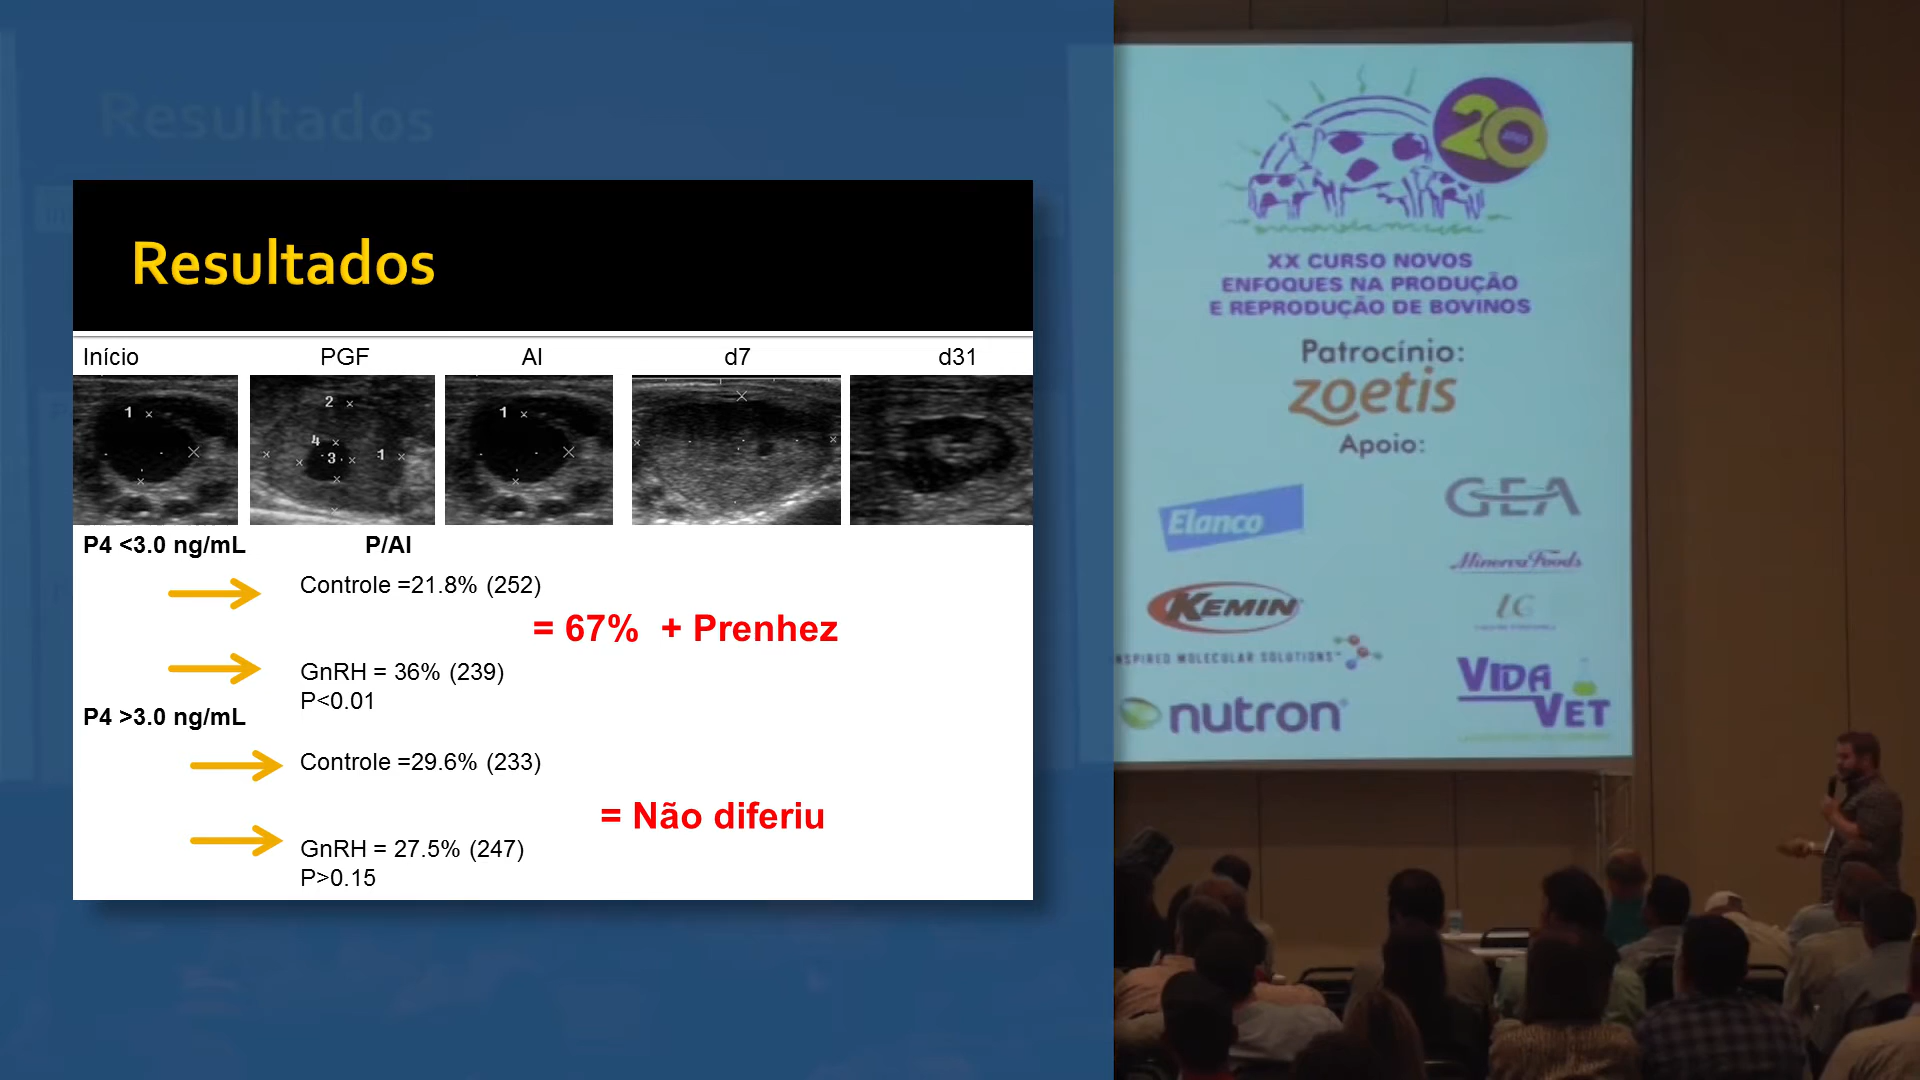 Resultados
Resultados
Início PGF AI d7 d31
1
2
4
3
1
1
P4 <3.0 ng/mL P/AI
Controle =21.8% (252)
= 67% + Prenhez
GnRH = 36% (239)
P<0.01
P4 >3.0 ng/mL
Controle =29.6% (233)
= Não diferiu
GnRH = 27.5% (247)
P>0.15
20
XX CURSO NOVOS
ENFOQUES NA PRODUÇÃO
E REPRODUÇÃO DE BOVINOS
Patrocínio:
zoetis
Apoio:
Elanco
GEA
Minerva Foods
KEMIN
NSPIRED MOLECULAR SOLUTIONS™
nutron
VIDA
VET